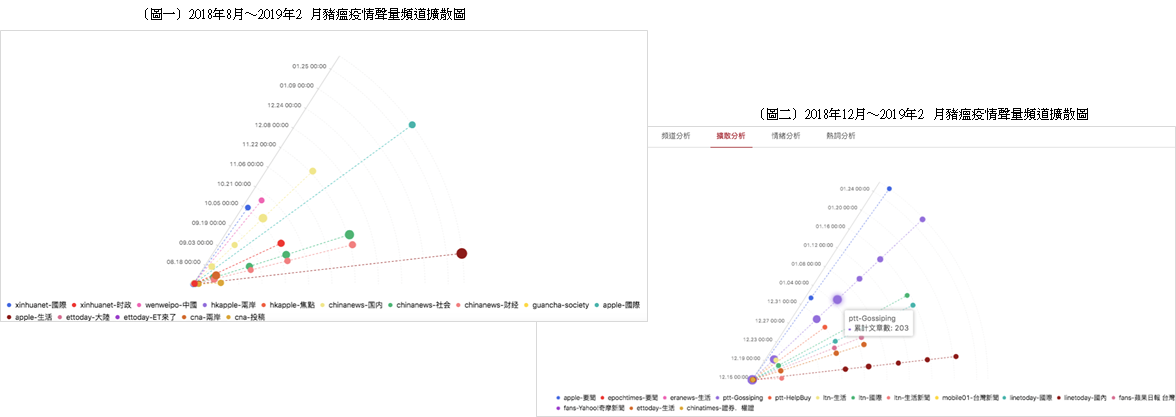 〔圖一〕2018年8月～2019年2 月豬瘟疫情聲量頻道擴散圖
01.25 00:00
01.09 00:00
12.24 00:00
12.08 00:00
11.22 00:00
11.06 00:00
10.21 00:00
10.05 00:00
09.19 00:00
09.03 00:00
08.18 00:00
xinhuanet-國際 xinhuanet-时政 wenweipo-中國 hkapple-兩岸 hkapple-焦點 chinanews-国内 chinanews-社会 chinanews-财经 guancha-society apple-國際
apple-生活 ettoday-大陸 ettoday-ET來了 cna-兩岸 cna-投稿
〔圖二〕2018年12月～2019年2 月豬瘟疫情聲量頻道擴散圖
頻道分析 擴散分析 情緒分析 熱詞分析
01.24 00:00
01.20 00:00
01.16 00:00
01.12 00:00
01.08 00:00
01.04 00:00
12.31 00:00
12.27 00:00
12.23 00:00
12.19 00:00
12.15 00:00
ptt-Gossiping
累計文章數: 203
apple-要聞 epochtimes-要聞 eranews-生活 ptt-Gossiping ptt-HelpBuy ltn-生活 ltn-國際 ltn-生活新聞 mobile01-台灣新聞 linetoday-國際 linetoday-國內 fans-蘋果日報 台灣
fans-Yahoo!奇摩新聞 ettoday-生活 chinatimes-證券．權證